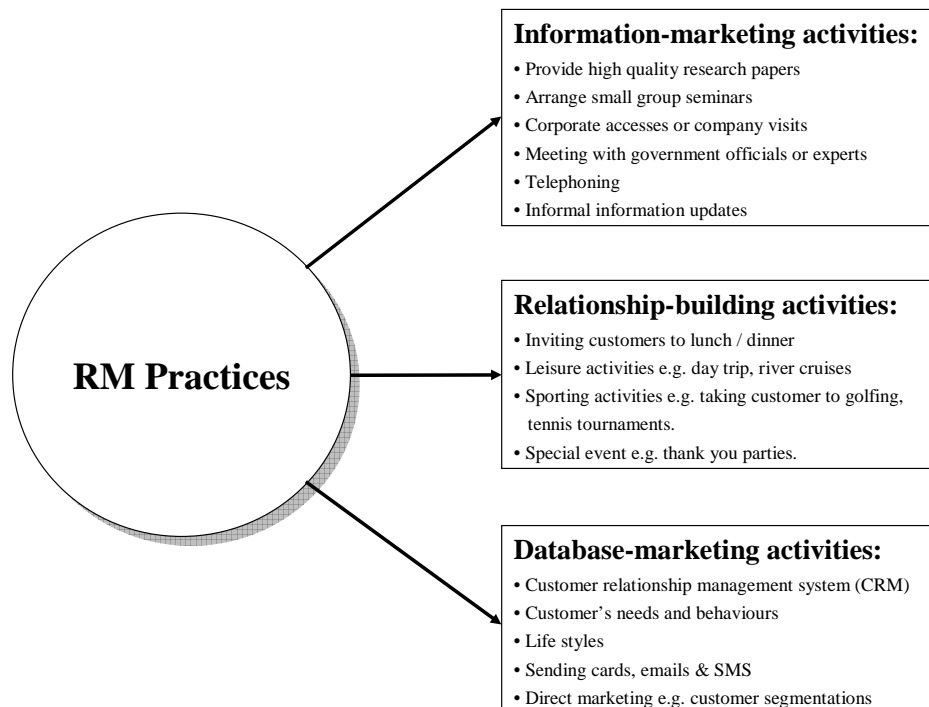 RM Practices
Information-marketing activities:
• Provide high quality research papers
• Arrange small group seminars
• Corporate accesses or company visits
• Meeting with government officials or experts
• Telephoning
• Informal information updates
Relationship-building activities:
• Inviting customers to lunch / dinner
• Leisure activities e.g. day trip, river cruises
• Sporting activities e.g. taking customer to golfing,
tennis tournaments.
• Special event e.g. thank you parties.
Database-marketing activities:
• Customer relationship management system (CRM)
• Customer’s needs and behaviours
• Life styles
• Sending cards, emails & SMS
• Direct marketing e.g. customer segmentations